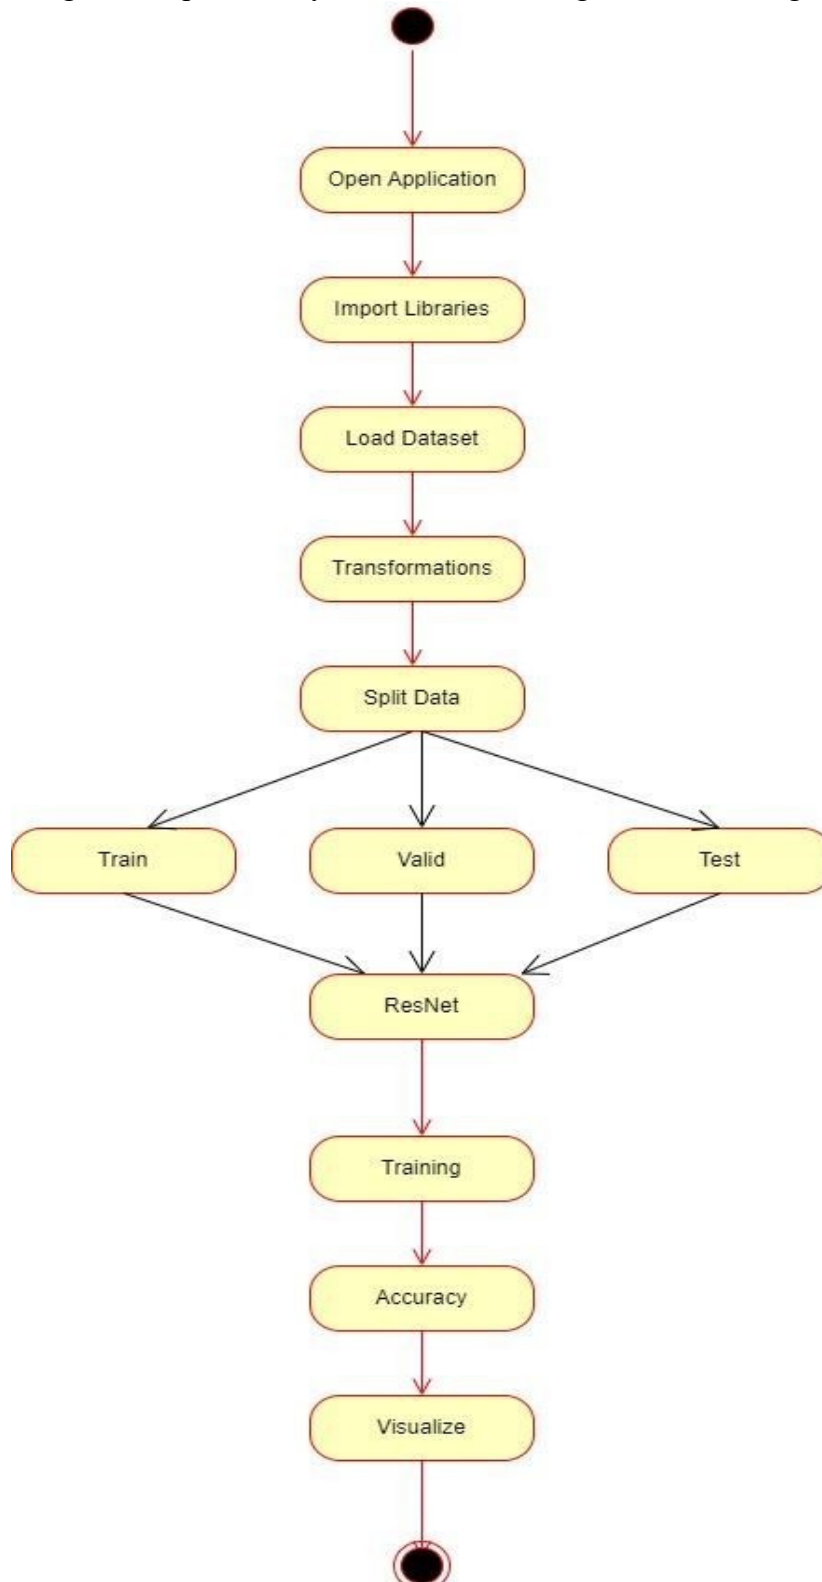 Open Application
Import Libraries
Load Dataset
Transformations
Split Data
Train Valid Test
ResNet
Training
Accuracy
Visualize